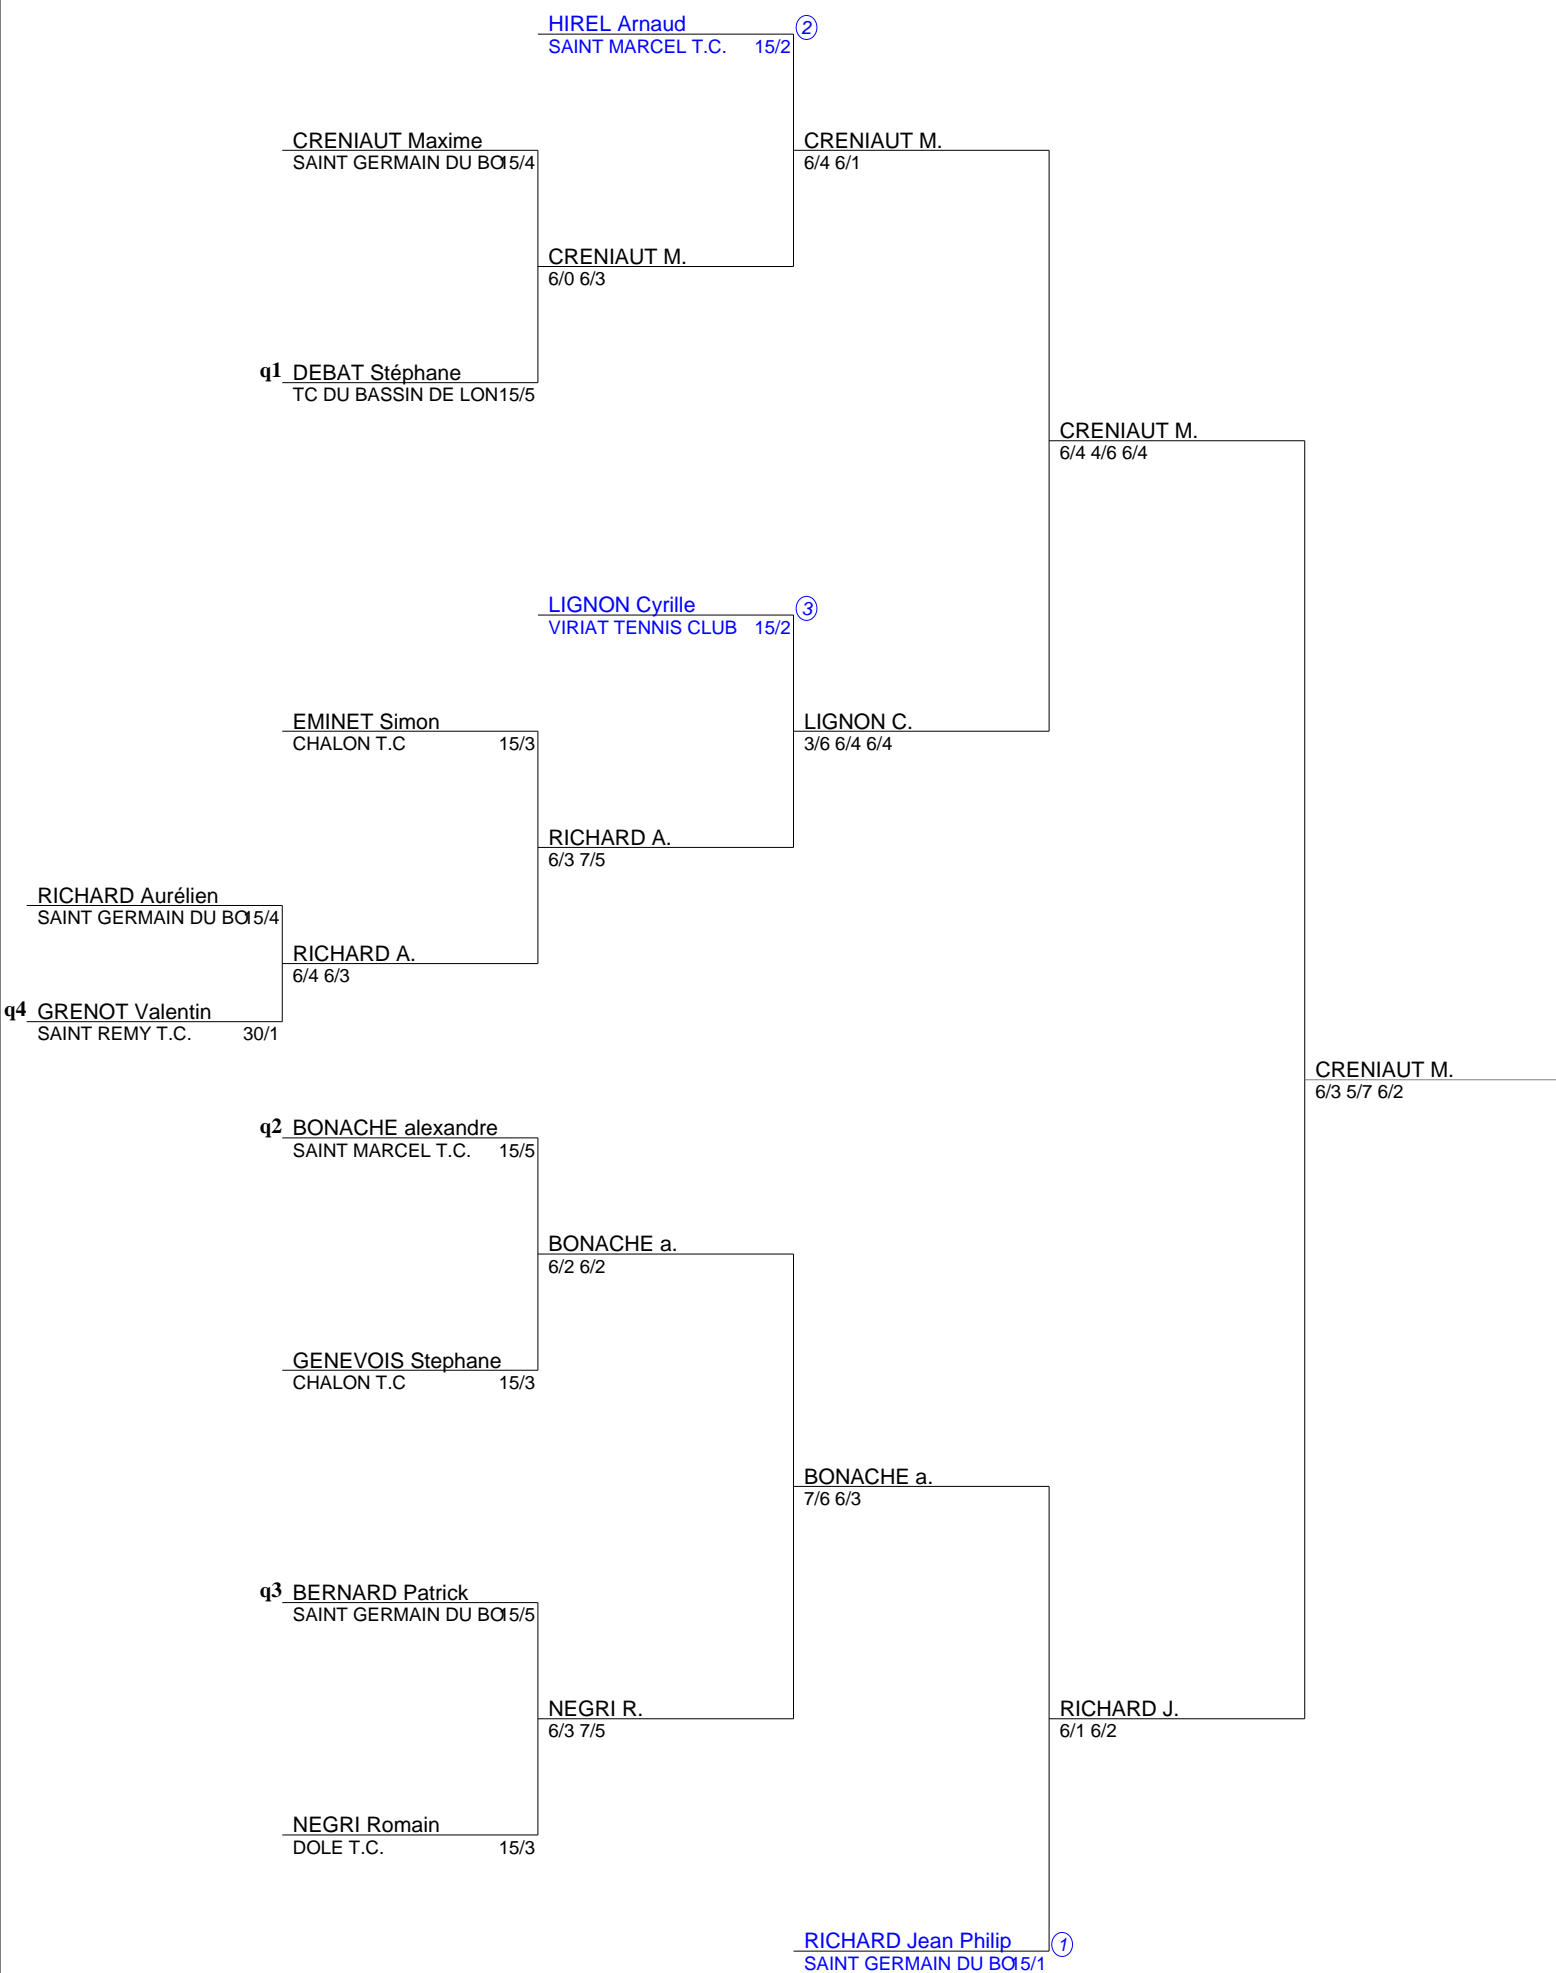 HIREL Arnaud 2
SAINT MARCEL T.C. 15/2
CRENIAUT Maxime
SAINT GERMAIN DU BO15/4
CRENIAUT M.
6/4 6/1
CRENIAUT M.
6/0 6/3
q1 DEBAT Stéphane
TC DU BASSIN DE LON15/5
CRENIAUT M.
6/4 4/6 6/4
LIGNON Cyrille 3
VIRIAT TENNIS CLUB 15/2
EMINET Simon
CHALON T.C 15/3
LIGNON C.
3/6 6/4 6/4
RICHARD A.
6/3 7/5
RICHARD Aurélien
SAINT GERMAIN DU BO15/4
RICHARD A.
6/4 6/3
q4 GRENOT Valentin
SAINT REMY T.C. 30/1
CRENIAUT M.
6/3 5/7 6/2
q2 BONACHE alexandre
SAINT MARCEL T.C. 15/5
BONACHE a.
6/2 6/2
GENEVOIS Stephane
CHALON T.C 15/3
BONACHE a.
7/6 6/3
q3 BERNARD Patrick
SAINT GERMAIN DU BO15/5
NEGRI R.
6/3 7/5
RICHARD J.
6/1 6/2
NEGRI Romain
DOLE T.C. 15/3
RICHARD Jean Philip 1
SAINT GERMAIN DU BO15/1